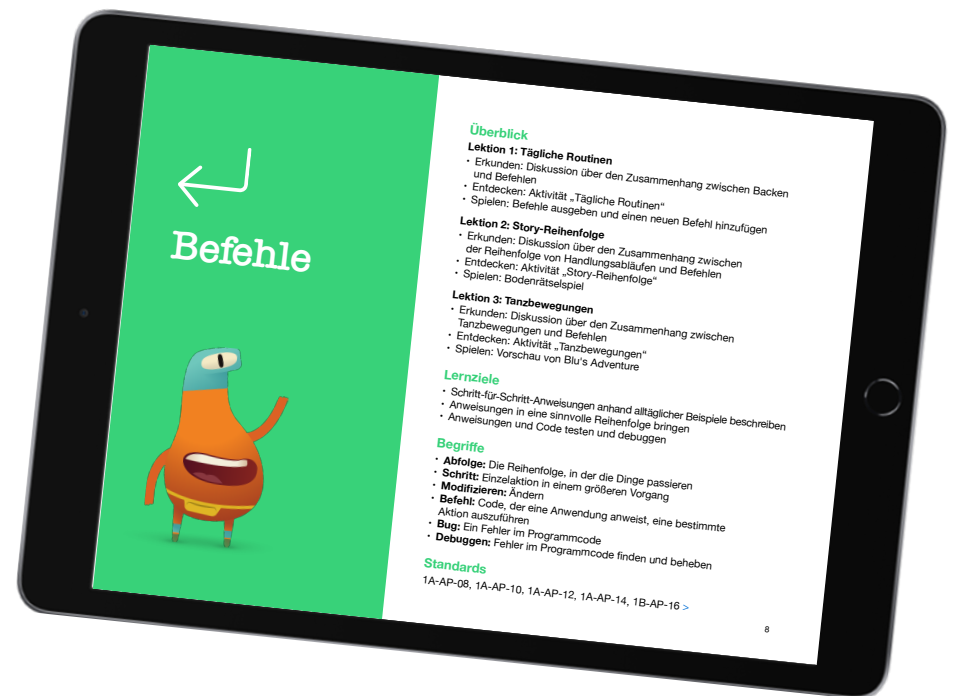 Befehle
Überblick
Lektion 1: Tägliche Routinen
• Erkunden: Diskussion über den Zusammenhang zwischen Backen
und Befehlen
• Entdecken: Aktivität „Tägliche Routinen“
• Spielen: Befehle ausgeben und einen neuen Befehl hinzufügen
Lektion 2: Story-Reihenfolge
• Erkunden: Diskussion über den Zusammenhang zwischen
der Reihenfolge von Handlungsabläufen und Befehlen
• Entdecken: Aktivität „Story-Reihenfolge“
• Spielen: Bodenrätselspiel
Lektion 3: Tanzbewegungen
• Erkunden: Diskussion über den Zusammenhang zwischen
Tanzbewegungen und Befehlen
• Entdecken: Aktivität „Tanzbewegungen“
• Spielen: Vorschau von Blu's Adventure
Lernziele
• Schritt-für-Schritt-Anweisungen anhand alltäglicher Beispiele beschreiben
• Anweisungen in eine sinnvolle Reihenfolge bringen
• Anweisungen und Code testen und debuggen
Begriffe
• Abfolge: Die Reihenfolge, in der die Dinge passieren
• Schritt: Einzelaktion in einem größeren Vorgang
• Modifizieren: Ändern
• Befehl: Code, der eine Anwendung anweist, eine bestimmte
Aktion auszuführen
• Bug: Ein Fehler im Programmcode
• Debuggen: Fehler im Programmcode finden und beheben
Standards
1A-AP-08, 1A-AP-10, 1A-AP-12, 1A-AP-14, 1B-AP-16 >
8